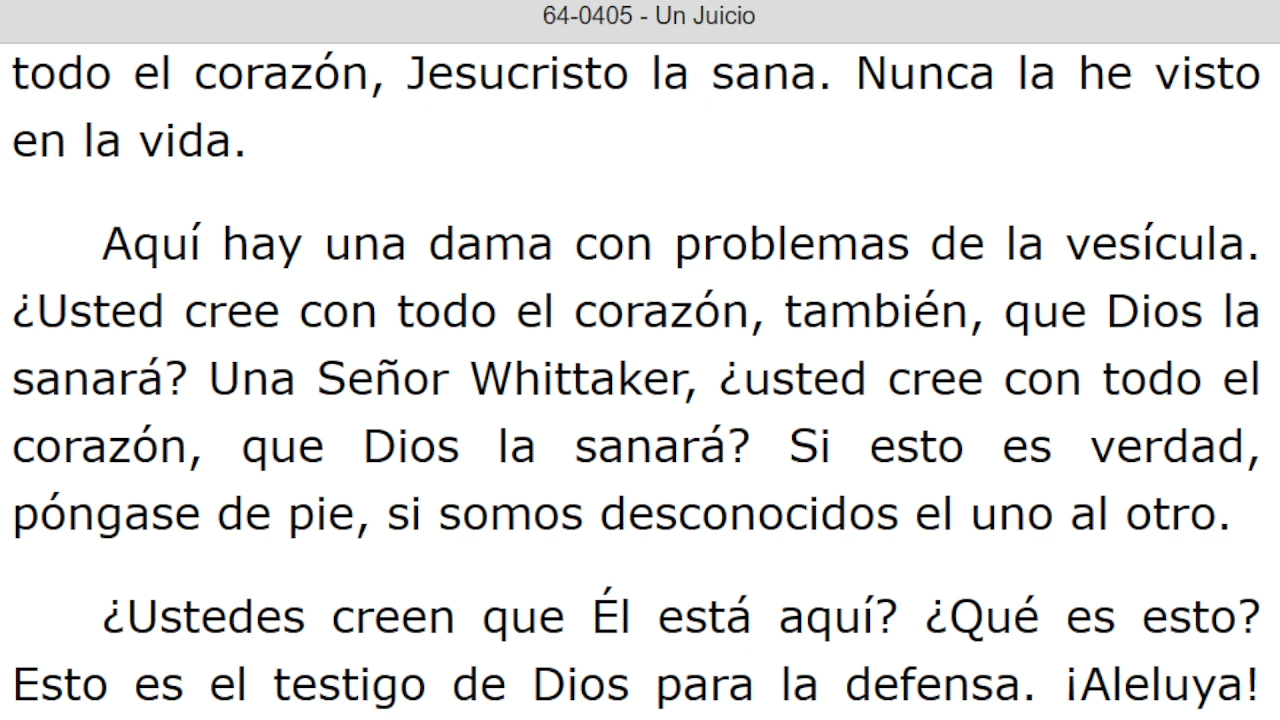 64-0405 - Un Juicio
todo el corazón, Jesucristo la sana. Nunca la he visto
en la vida.
Aquí hay una dama con problemas de la vesícula.
¿Usted cree con todo el corazón, también, que Dios la
sanará? Una Señor Whittaker, ¿usted cree con todo el
corazón, que Dios la sanará? Si esto es verdad,
póngase de pie, si somos desconocidos el uno al otro.
¿Ustedes creen que Él está aquí? ¿Qué es esto?
Esto es el testigo de Dios para la defensa. ¡Aleluya!